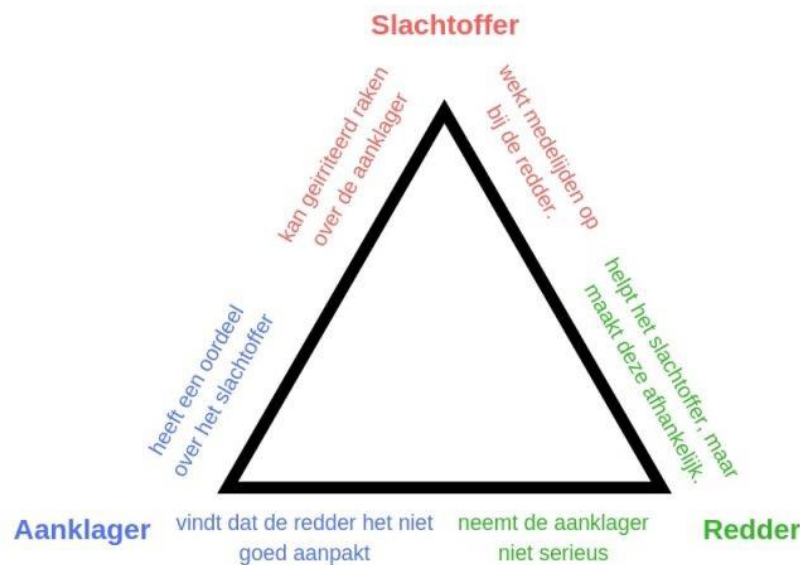 Slachtoffer
kan geïrriteerd raken
over de aanklager
wekt medelijden op
bij de redder.
heeft een oordeel
over het slachtoffer
helpt het slachtoffer, maar
maakt deze afhankelijk.
Aanklager
vindt dat de redder het niet
goed aanpakt
neemt de aanklager
niet serieus
Redder